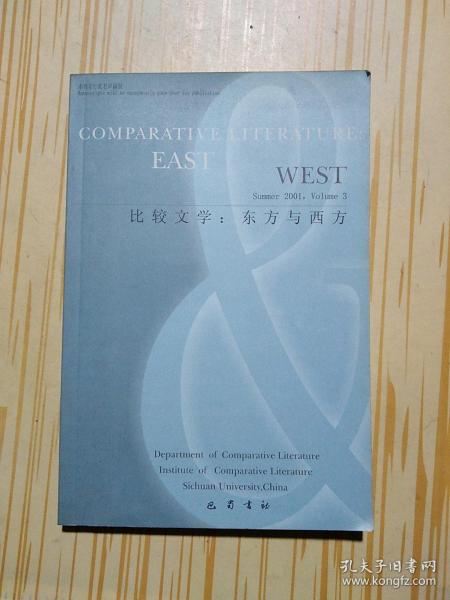 COMPARATIVE LITERATURE:
EAST
&
WEST
Summer 2001, Volume 3
比较文学：东方与西方
Department of Comparative Literature
Institute of Comparative Literature
Sichuan University,China
巴蜀书社
孔夫子旧书网
www.kongfz.com